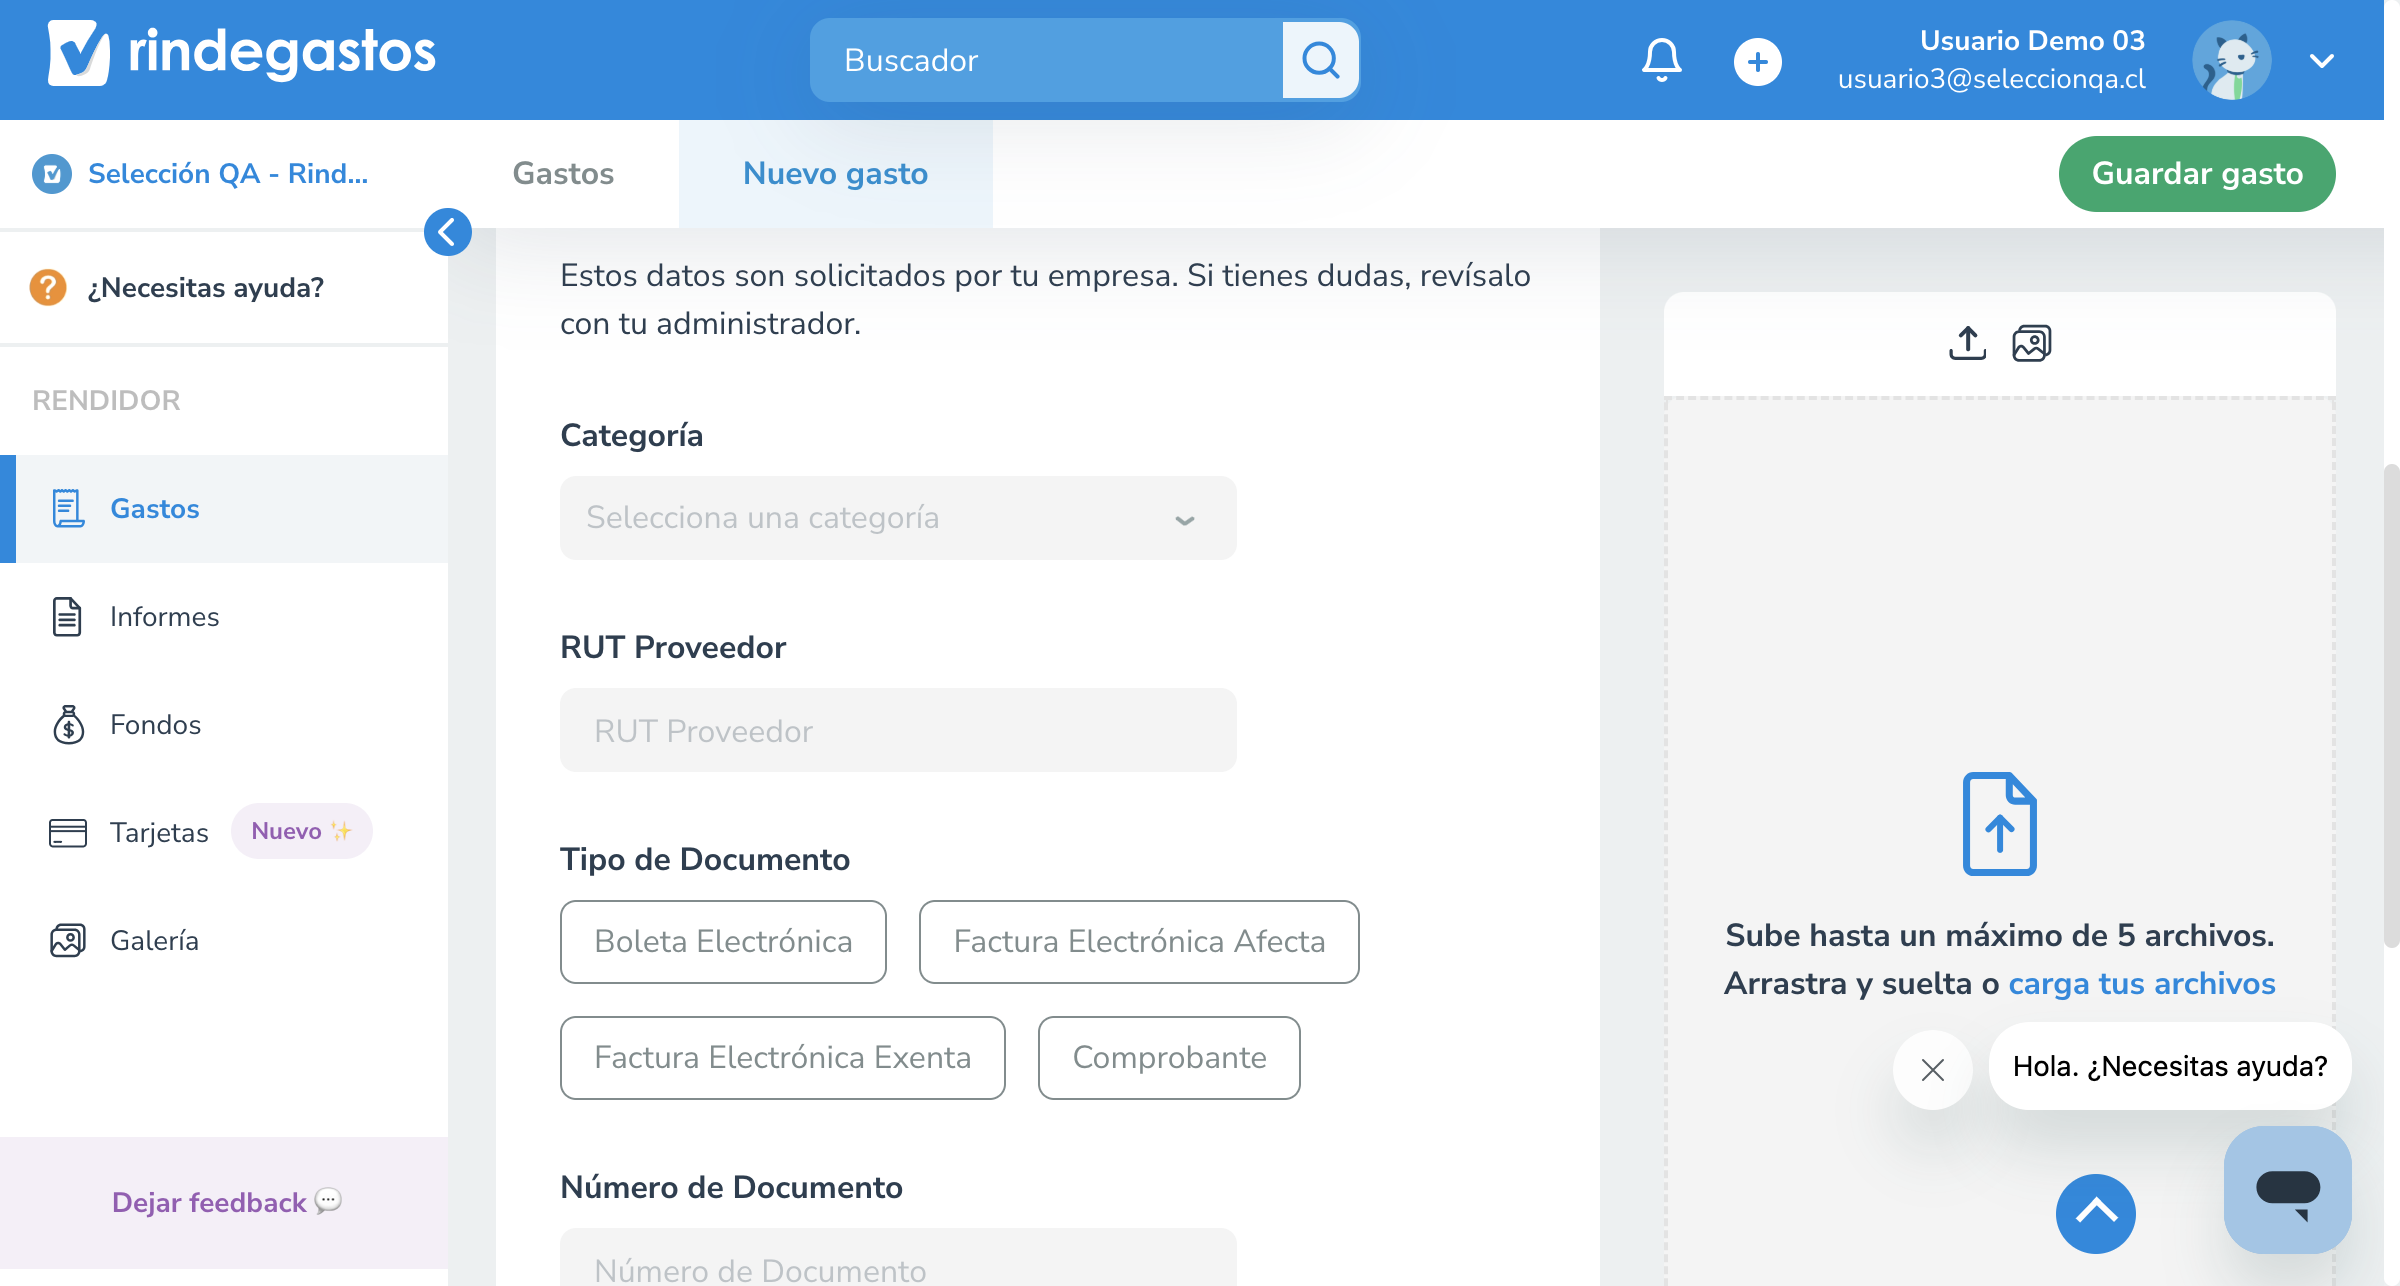 rindegastos
Buscador
Usuario Demo 03
usuario3@seleccionqa.cl
Selección QA - Rind...
Gastos
Nuevo gasto
Guardar gasto
¿Necesitas ayuda?
RENDIDOR
Gastos
Informes
Fondos
Tarjetas
Nuevo ✨
Galería
Dejar feedback 💬
Estos datos son solicitados por tu empresa. Si tienes dudas, revísalo
con tu administrador.
Categoría
Selecciona una categoría
RUT Proveedor
RUT Proveedor
Tipo de Documento
Boleta Electrónica
Factura Electrónica Afecta
Factura Electrónica Exenta
Comprobante
Número de Documento
Número de Documento
Sube hasta un máximo de 5 archivos.
Arrastra y suelta o carga tus archivos
Hola. ¿Necesitas ayuda?